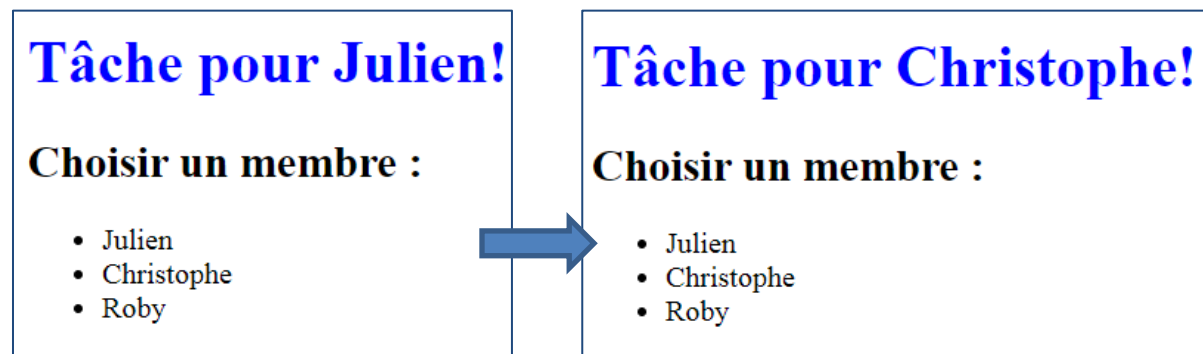 Tâche pour Julien!
Choisir un membre :
Julien
Christophe
Roby
Tâche pour Christophe!
Choisir un membre :
Julien
Christophe
Roby